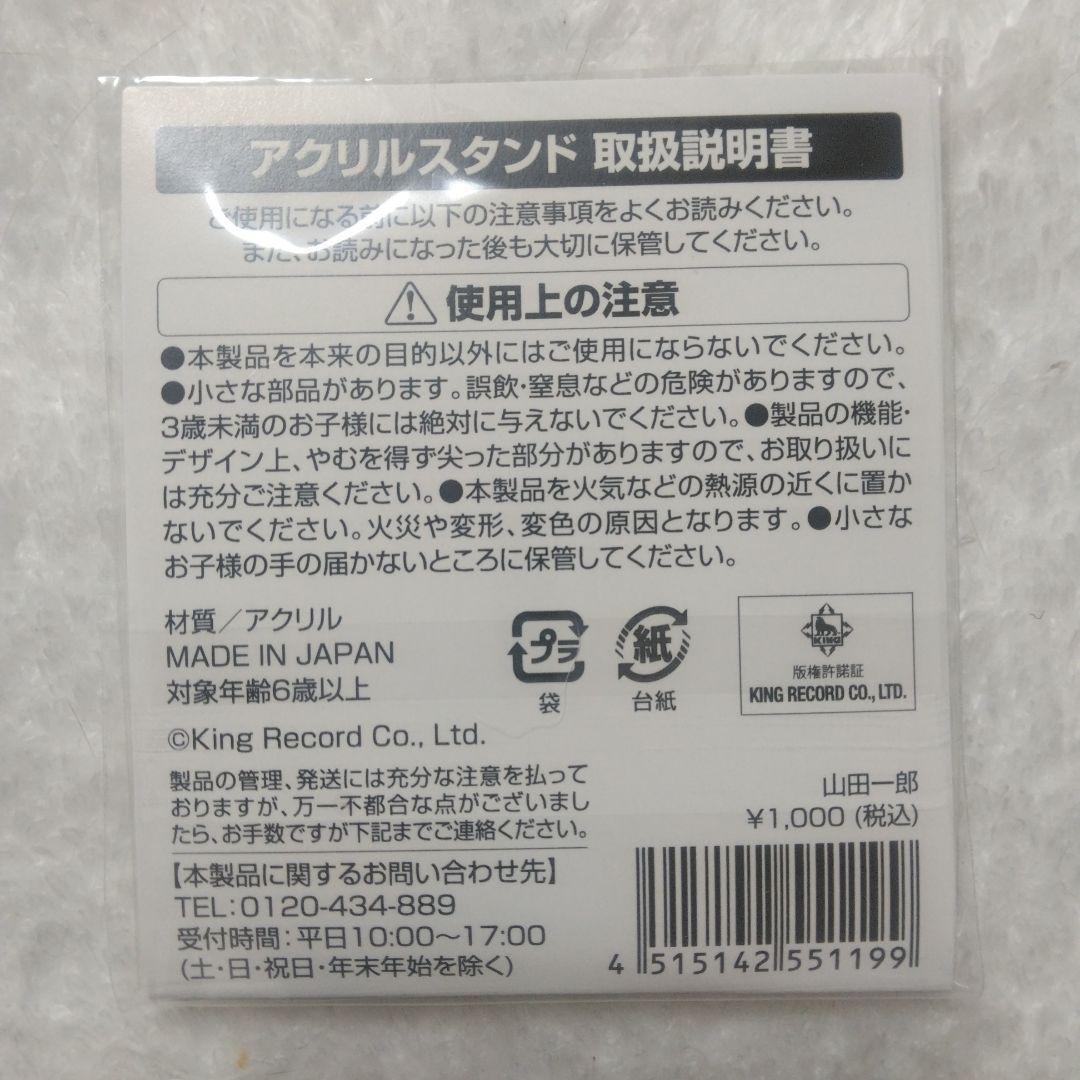 アクリルスタンド 取扱説明書
ご使用になる前に以下の注意事項をよくお読みください。
また、お読みになった後も大切に保管してください。
使用上の注意
●本製品を本来の目的以外にはご使用にならないでください。
●小さな部品があります。誤飲・窒息などの危険がありますので、
3歳未満のお子様には絶対に与えないでください。●製品の機能・
デザイン上、やむを得ず尖った部分がありますので、お取り扱いに
は充分ご注意ください。●本製品を火気などの熱源の近くに置か
ないでください。火災や変形、変色の原因となります。●小さな
お子様の手の届かないところに保管してください。
材質／アクリル
MADE IN JAPAN
対象年齢6歳以上
プラ
袋
紙
台紙
KING
版権許諾証
KING RECORD CO., LTD.
©King Record Co., Ltd.
製品の管理、発送には充分な注意を払って
おりますが、万一不都合な点がございまし
たら、お手数ですが下記までご連絡ください。
【本製品に関するお問い合わせ先】
TEL：0120-434-889
受付時間：平日10:00～17:00
（土・日・祝日・年末年始を除く）
山田一郎
¥1,000 (税込)
4 515142 551199